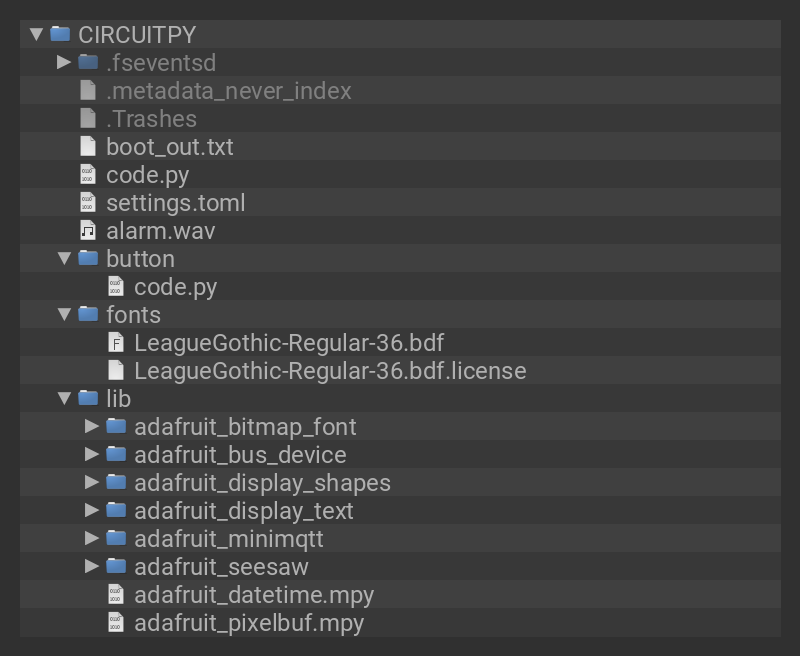 CIRCUITPY
.fseventsd
.metadata_never_index
.Trashes
boot_out.txt
code.py
settings.toml
alarm.wav
button
code.py
fonts
LeagueGothic-Regular-36.bdf
LeagueGothic-Regular-36.bdf.license
lib
adafruit_bitmap_font
adafruit_bus_device
adafruit_display_shapes
adafruit_display_text
adafruit_minimqtt
adafruit_seesaw
adafruit_datetime.mpy
adafruit_pixelbuf.mpy